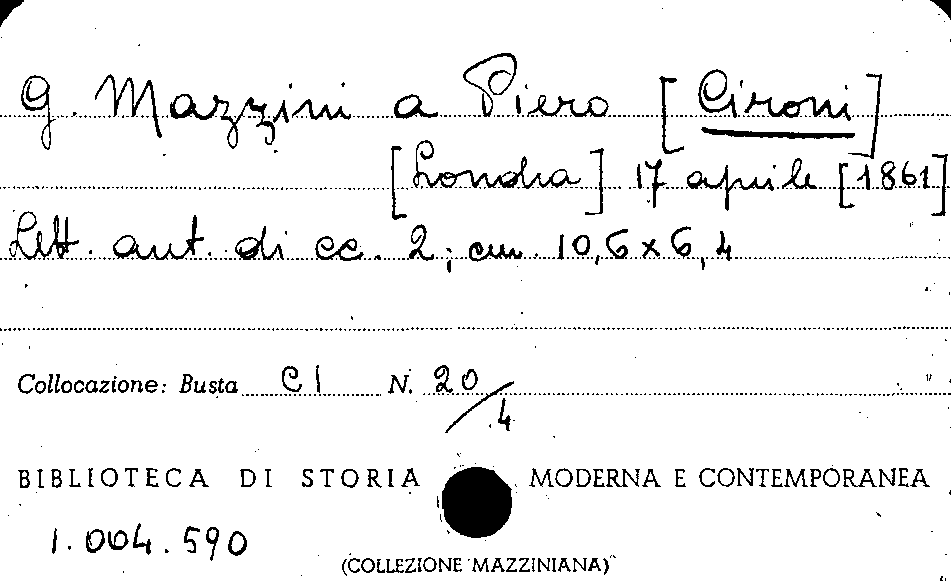 G. Mazzini a Piero [Cironi]
[Londra] 17 aprile [1861]
Lett. aut. di cc. 2; cm. 10,6 x 6,4
Collocazione: Busta CI N. 20/4
BIBLIOTECA DI STORIA MODERNA E CONTEMPORANEA
1.004.590
(COLLEZIONE MAZZINIANA)